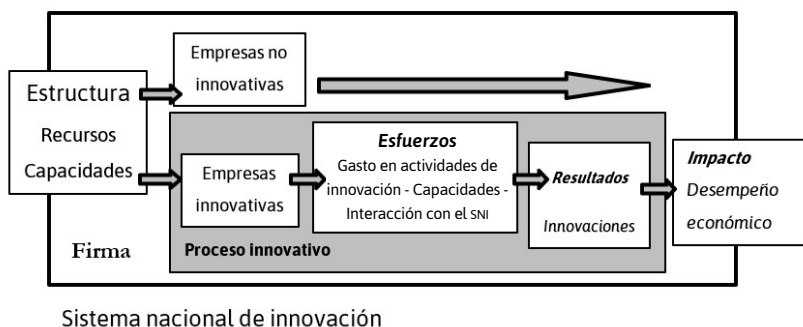 Empresas no
innovativas
Estructura
Recursos
Capacidades
Empresas
innovativas
Esfuerzos
Gasto en actividades de
innovación - Capacidades -
Interacción con el SNI
Resultados
Innovaciones
Impacto
Desempeño
económico
Firma
Proceso innovativo
Sistema nacional de innovación